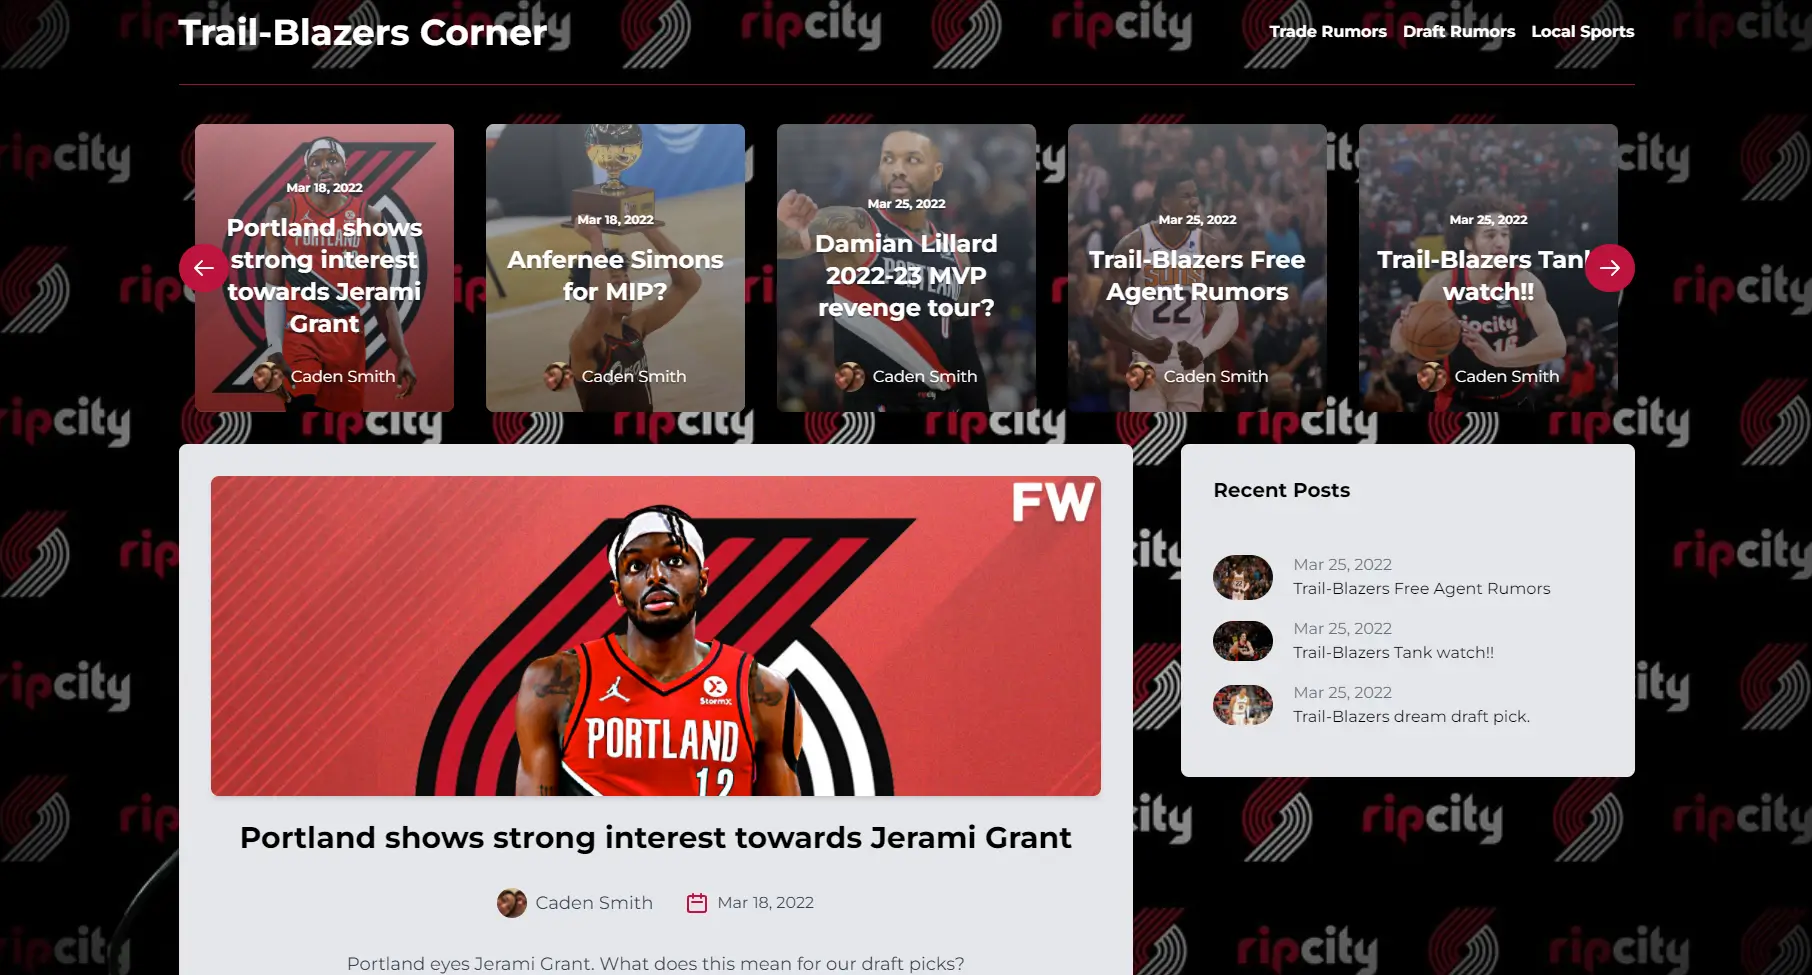 Trail-Blazers Corner
Trade Rumors Draft Rumors Local Sports
Mar 18, 2022
Portland shows
strong interest
towards Jerami
Grant
Caden Smith
Mar 18, 2022
Anfernee Simons
for MIP?
Caden Smith
Mar 25, 2022
Damian Lillard
2022-23 MVP
revenge tour?
Caden Smith
Mar 25, 2022
Trail-Blazers Free
Agent Rumors
22
Caden Smith
Mar 25, 2022
Trail-Blazers Tank
watch!!
Caden Smith
ripcity
FW
StormX
PORTLAND
12
Portland shows strong interest towards Jerami Grant
Caden Smith Mar 18, 2022
Portland eyes Jerami Grant. What does this mean for our draft picks?
Recent Posts
Mar 25, 2022
Trail-Blazers Free Agent Rumors
Mar 25, 2022
Trail-Blazers Tank watch!!
Mar 25, 2022
Trail-Blazers dream draft pick.